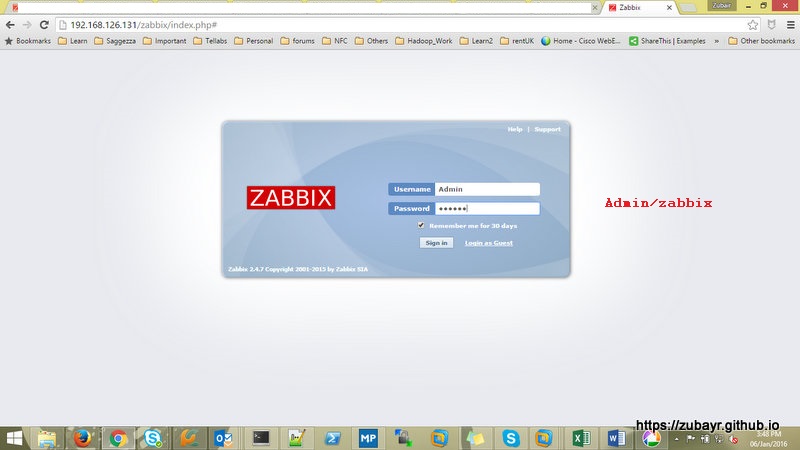 Zubair
Zabbix
192.168.126.131/zabbix/index.php#
Bookmarks Learn Saggezza Important Tellabs Personal forums NFC Others Hadoop_Work Learn2 rentUK Home - Cisco WebE... ShareThis | Examples » Other bookmarks
Help | Support
ZABBIX
Username Admin
Password ••••••
Remember me for 30 days
Sign in Login as Guest
Zabbix 2.4.7 Copyright 2001-2015 by Zabbix SIA
Admin/zabbix
MP
https://zubayr.github.io
3:48 PM
06/Jan/2016